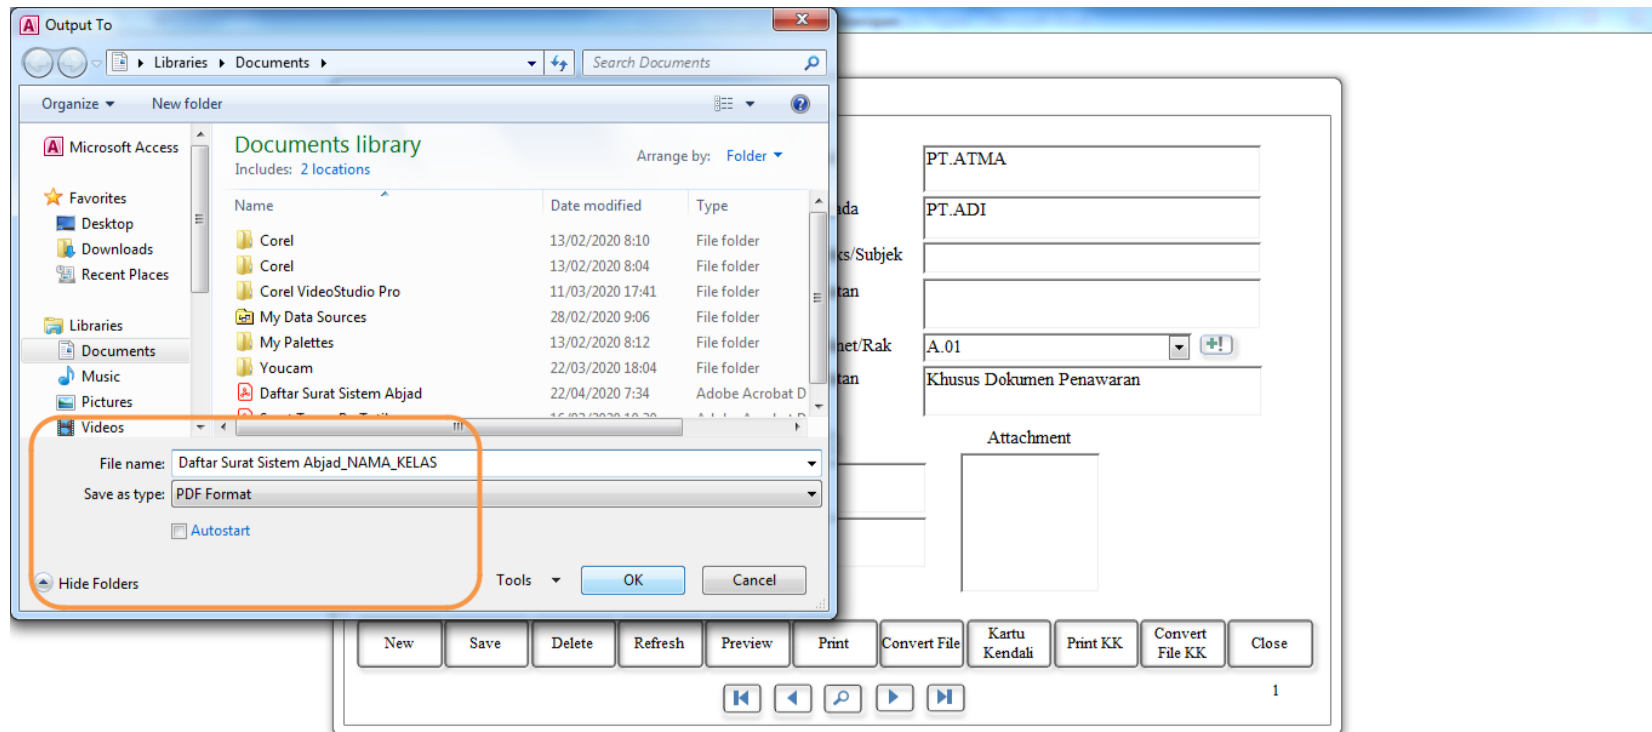 Output To
Libraries Documents
Search Documents
Organize New folder
Microsoft Access
Favorites
Desktop
Downloads
Recent Places
Libraries
Documents
Music
Pictures
Videos
Documents library
Includes: 2 locations
Arrange by: Folder
Name Date modified Type
Corel 13/02/2020 8:10 File folder
Corel 13/02/2020 8:04 File folder
Corel VideoStudio Pro 11/03/2020 17:41 File folder
My Data Sources 28/02/2020 9:06 File folder
My Palettes 13/02/2020 8:12 File folder
Youcam 22/03/2020 18:04 File folder
Daftar Surat Sistem Abjad 22/04/2020 7:34 Adobe Acrobat D
File name: Daftar Surat Sistem Abjad_NAMA_KELAS
Save as type: PDF Format
Autostart
Hide Folders
Tools OK Cancel
PT.ATMA
ada PT.ADI
ks/Subjek
tan
net/Rak A.01
tan Khusus Dokumen Penawaran
Attachment
New Save Delete Refresh Preview Print Convert File Kartu Kendali Print KK Convert File KK Close
1